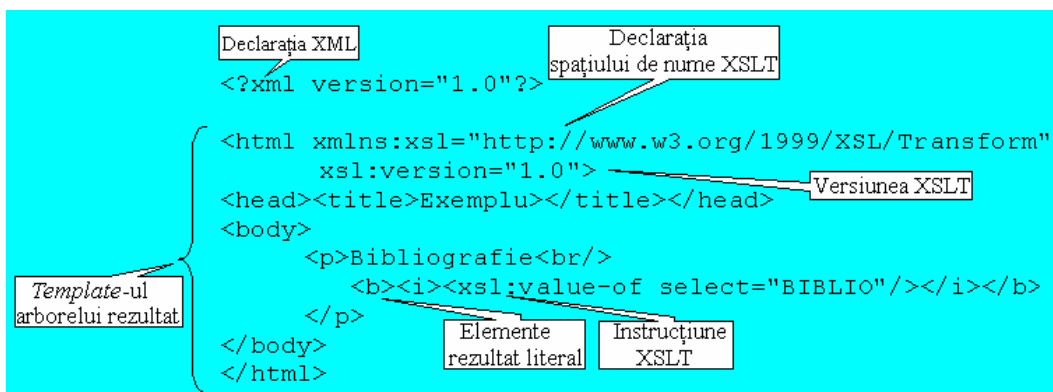 Declarația XML
Declarația
spațiului de nume XSLT
<?xml version="1.0"?>
<html xmlns:xsl="http://www.w3.org/1999/XSL/Transform"
xsl:version="1.0">
Versiunea XSLT
<head><title>Exemplu></title></head>
<body>
<p>Bibliografie<br/>
<b><i><xsl:value-of select="BIBLIO"/></i></b>
Template-ul
arborelui rezultat
</p>
Elemente
rezultat literal
Instrucțiune
XSLT
</body>
</html>